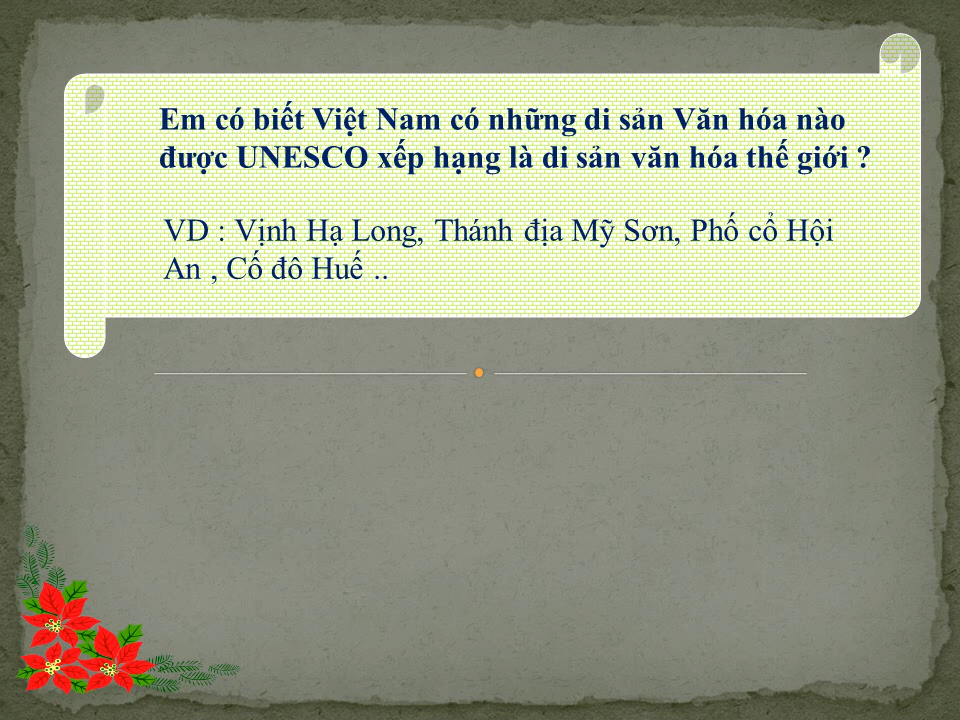 Em có biết Việt Nam có những di sản Văn hóa nào
được UNESCO xếp hạng là di sản văn hóa thế giới ?
VD : Vịnh Hạ Long, Thánh địa Mỹ Sơn, Phố cổ Hội
An , Cố đô Huế ..